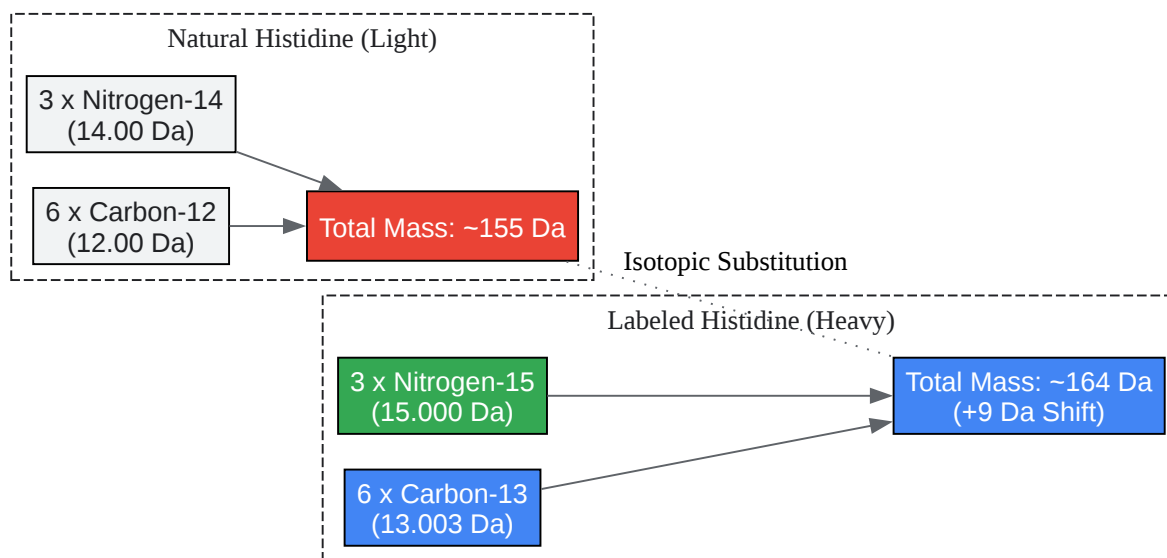 Natural Histidine (Light)
3 x Nitrogen-14
(14.00 Da)
6 x Carbon-12
(12.00 Da)
Total Mass: ~155 Da
Isotopic Substitution
Labeled Histidine (Heavy)
3 x Nitrogen-15
(15.000 Da)
6 x Carbon-13
(13.003 Da)
Total Mass: ~164 Da
(+9 Da Shift)